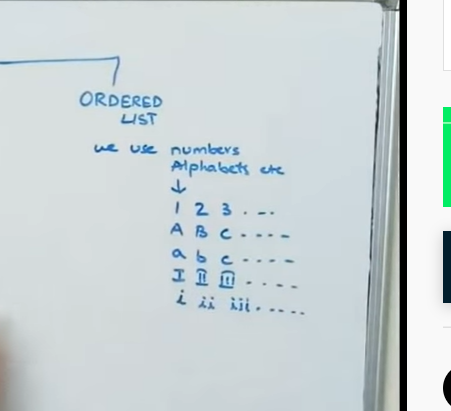 ORDERED
LIST
we use numbers
Alphabets etc
↓
1 2 3 . - .
A B C - - - -
a b c - - - -
I II III - - - -
i ii iii . - - - -